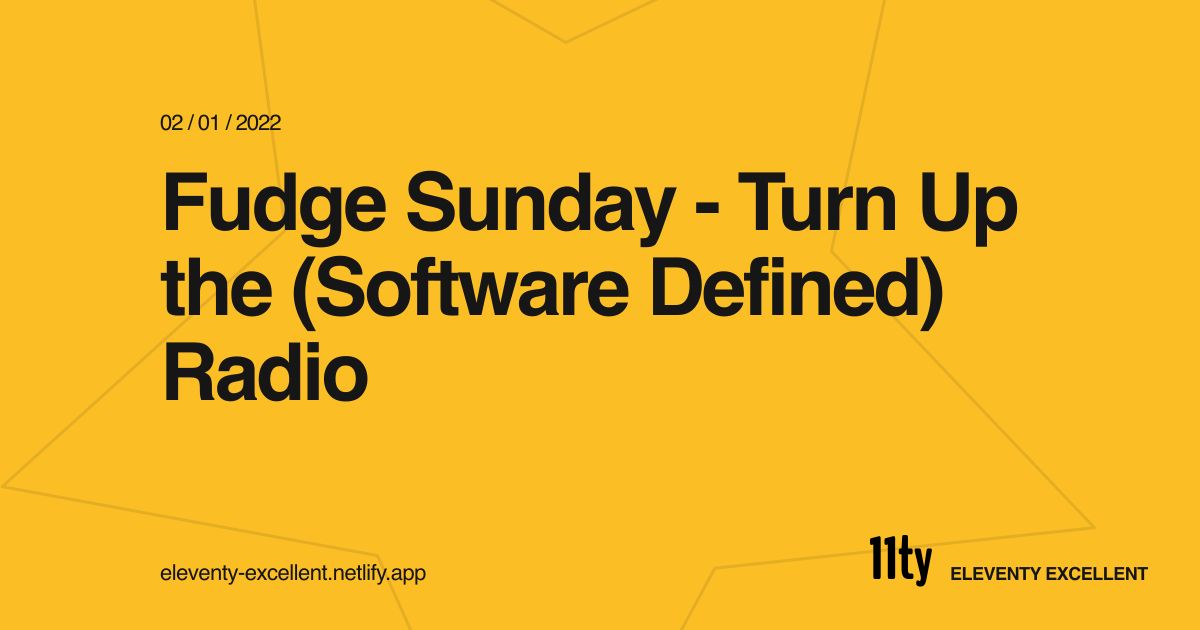 02 / 01 / 2022
Fudge Sunday - Turn Up
the (Software Defined)
Radio
eleventy-excellent.netlify.app
11ty ELEVENTY EXCELLENT